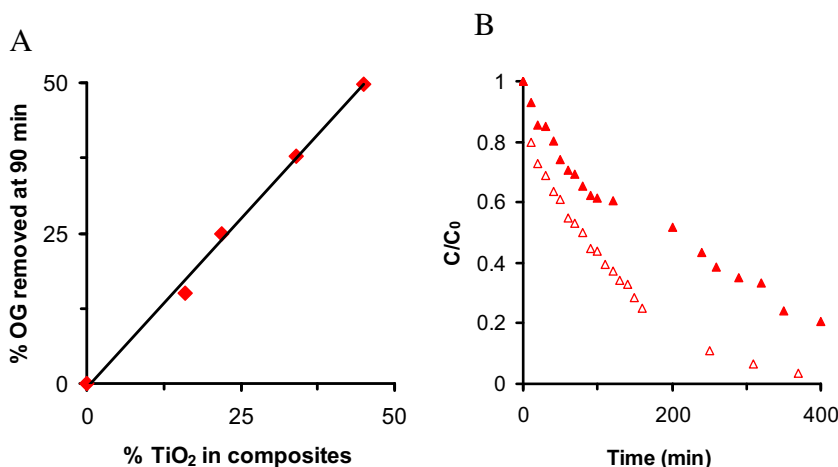 A
% OG removed at 90 min
50
25
0
0
25
50
% TiO₂ in composites
B
C/C₀
1
0.8
0.6
0.4
0.2
0
0
200
400
Time (min)